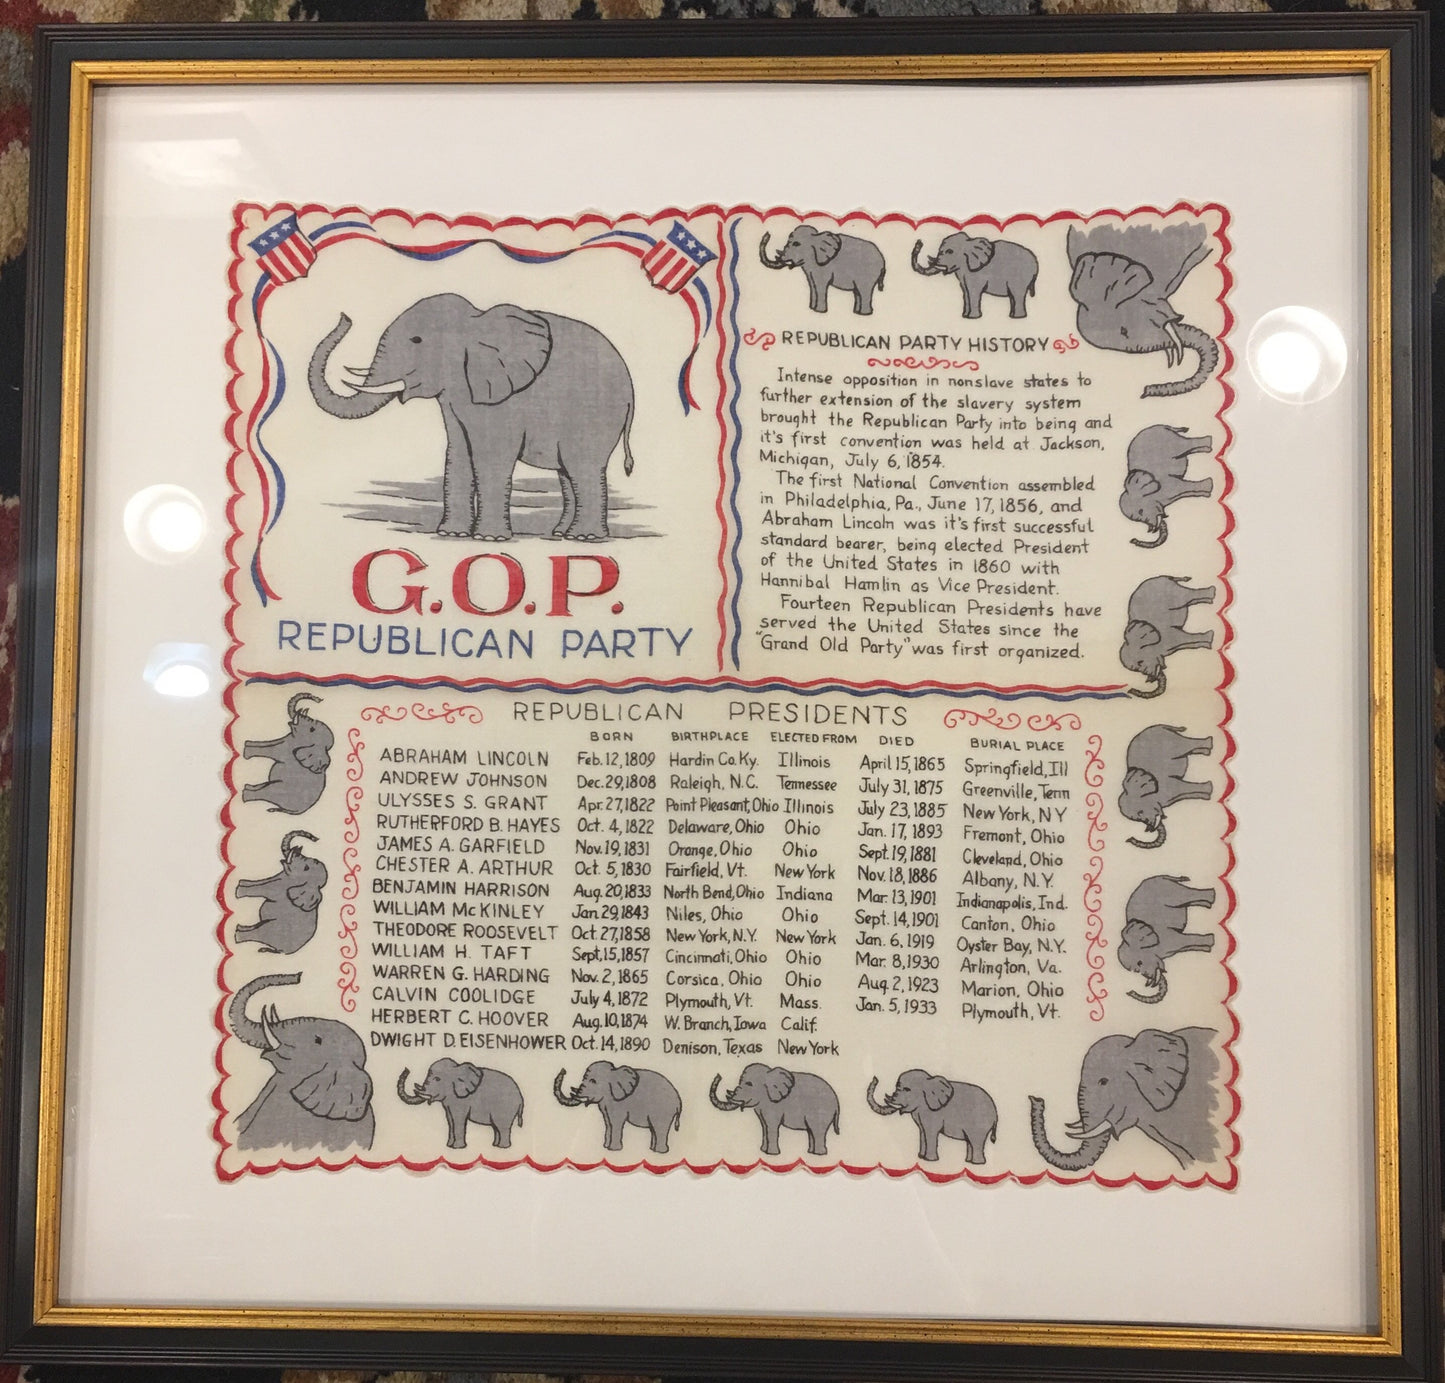 G.O.P.
REPUBLICAN PARTY
REPUBLICAN PARTY HISTORY
Intense opposition in nonslave states to
further extension of the slavery system
brought the Republican Party into being and
it's first convention was held at Jackson,
Michigan, July 6, 1854.
The first National Convention assembled
in Philadelphia, Pa., June 17, 1856, and
Abraham Lincoln was it's first successful
standard bearer, being elected President
of the United States in 1860 with
Hannibal Hamlin as Vice President.
Fourteen Republican Presidents have
served the United States since the
"Grand Old Party" was first organized.
REPUBLICAN PRESIDENTS
BORN BIRTHPLACE ELECTED FROM DIED BURIAL PLACE
ABRAHAM LINCOLN Feb. 12, 1809 Hardin Co. Ky. Illinois April 15, 1865 Springfield, Ill
ANDREW JOHNSON Dec. 29, 1808 Raleigh, N.C. Tennessee July 31, 1875 Greenville, Tenn
ULYSSES S. GRANT Apr. 27, 1822 Point Pleasant, Ohio Illinois July 23, 1885 New York, NY
RUTHERFORD B. HAYES Oct. 4, 1822 Delaware, Ohio Ohio Jan. 17, 1893 Fremont, Ohio
JAMES A. GARFIELD Nov. 19, 1831 Orange, Ohio Ohio Sept. 19, 1881 Cleveland, Ohio
CHESTER A. ARTHUR Oct. 5, 1830 Fairfield, Vt. New York Nov. 18, 1886 Albany, N.Y.
BENJAMIN HARRISON Aug. 20, 1833 North Bend, Ohio Indiana Mar. 13, 1901 Indianapolis, Ind.
WILLIAM McKINLEY Jan. 29, 1843 Niles, Ohio Ohio Sept. 14, 1901 Canton, Ohio
THEODORE ROOSEVELT Oct. 27, 1858 New York, N.Y. New York Jan. 6, 1919 Oyster Bay, N.Y.
WILLIAM H. TAFT Sept. 15, 1857 Cincinnati, Ohio Ohio Mar. 8, 1930 Arlington, Va.
WARREN G. HARDING Nov. 2, 1865 Corsica, Ohio Ohio Aug. 2, 1923 Marion, Ohio
CALVIN COOLIDGE July 4, 1872 Plymouth, Vt. Mass. Jan. 5, 1933 Plymouth, Vt.
HERBERT C. HOOVER Aug. 10, 1874 W. Branch, Iowa Calif.
DWIGHT D. EISENHOWER Oct. 14, 1890 Denison, Texas New York